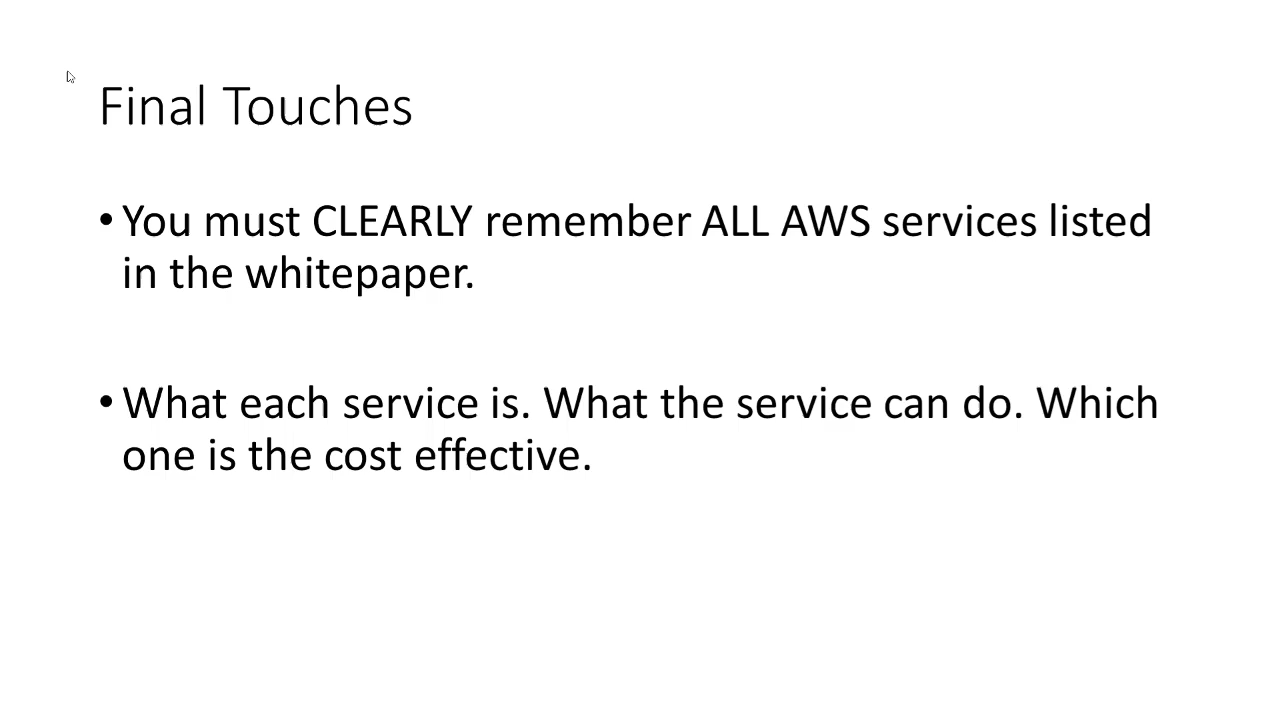 Final Touches
• You must CLEARLY remember ALL AWS services listed
in the whitepaper.
• What each service is. What the service can do. Which
one is the cost effective.